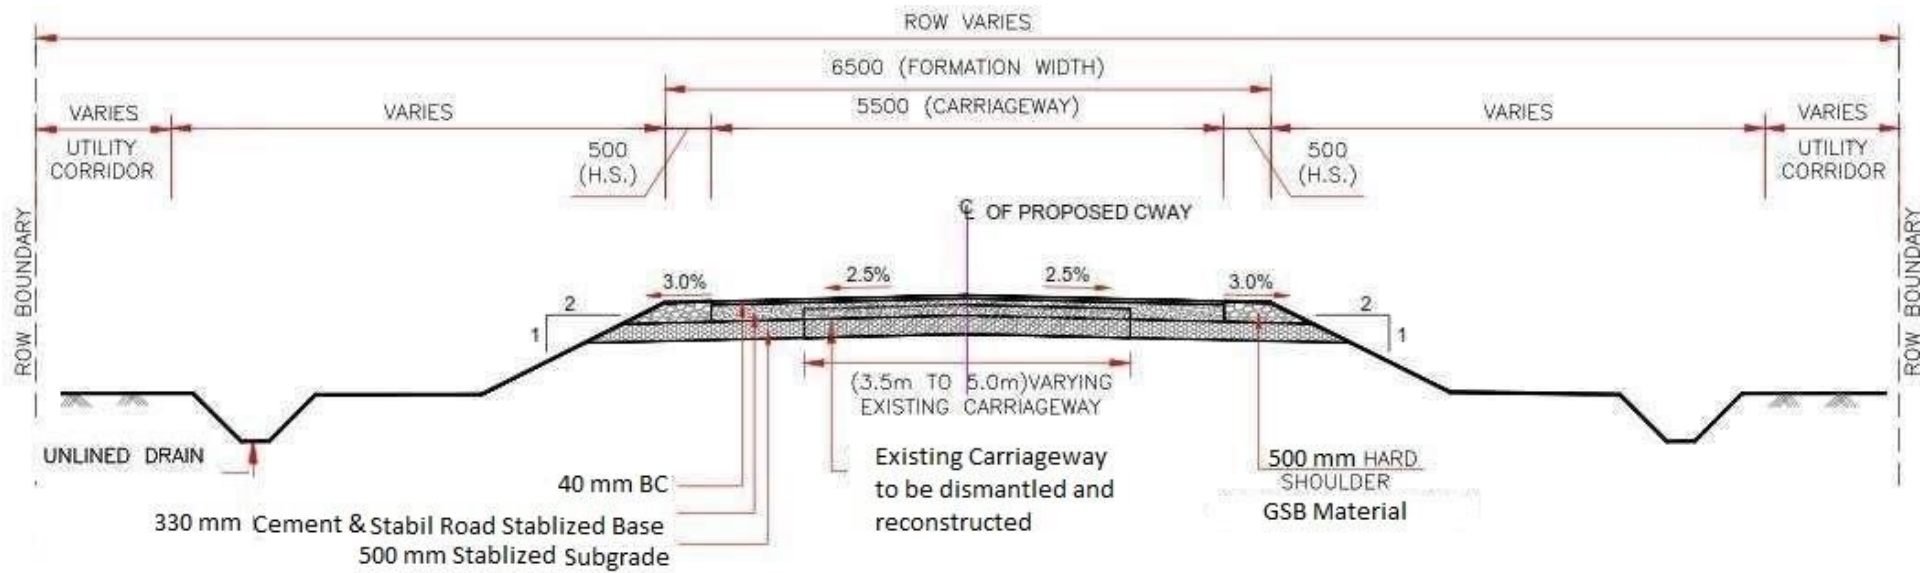 ROW VARIES
6500 (FORMATION WIDTH)
5500 (CARRIAGEWAY)
VARIES
VARIES
VARIES
VARIES
UTILITY
CORRIDOR
500
(H.S.)
500
(H.S.)
UTILITY
CORRIDOR
ROW BOUNDARY
ROW BOUNDARY
℄ OF PROPOSED CWAY
3.0%
2.5%
2.5%
3.0%
2
1
2
1
(3.5m TO 5.0m)VARYING
EXISTING CARRIAGEWAY
UNLINED DRAIN
40 mm BC
330 mm Cement & Stabil Road Stablized Base
500 mm Stablized Subgrade
Existing Carriageway
to be dismantled and
reconstructed
500 mm HARD
SHOULDER
GSB Material